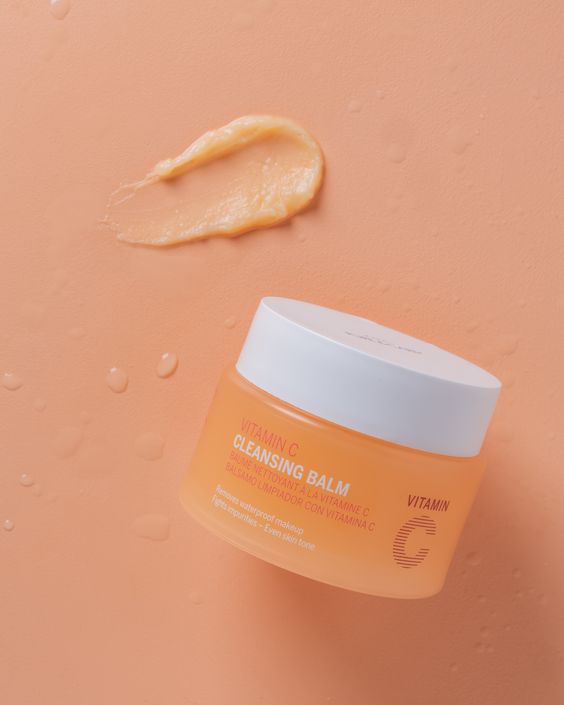 VITAMIN C
CLEANSING BALM
BAUME NETTOYANT À LA VITAMINE C
BALSAMO LIMPIADOR CON VITAMINA C
Removes waterproof makeup
Fights impurities – Even skin tone
VITAMIN
C